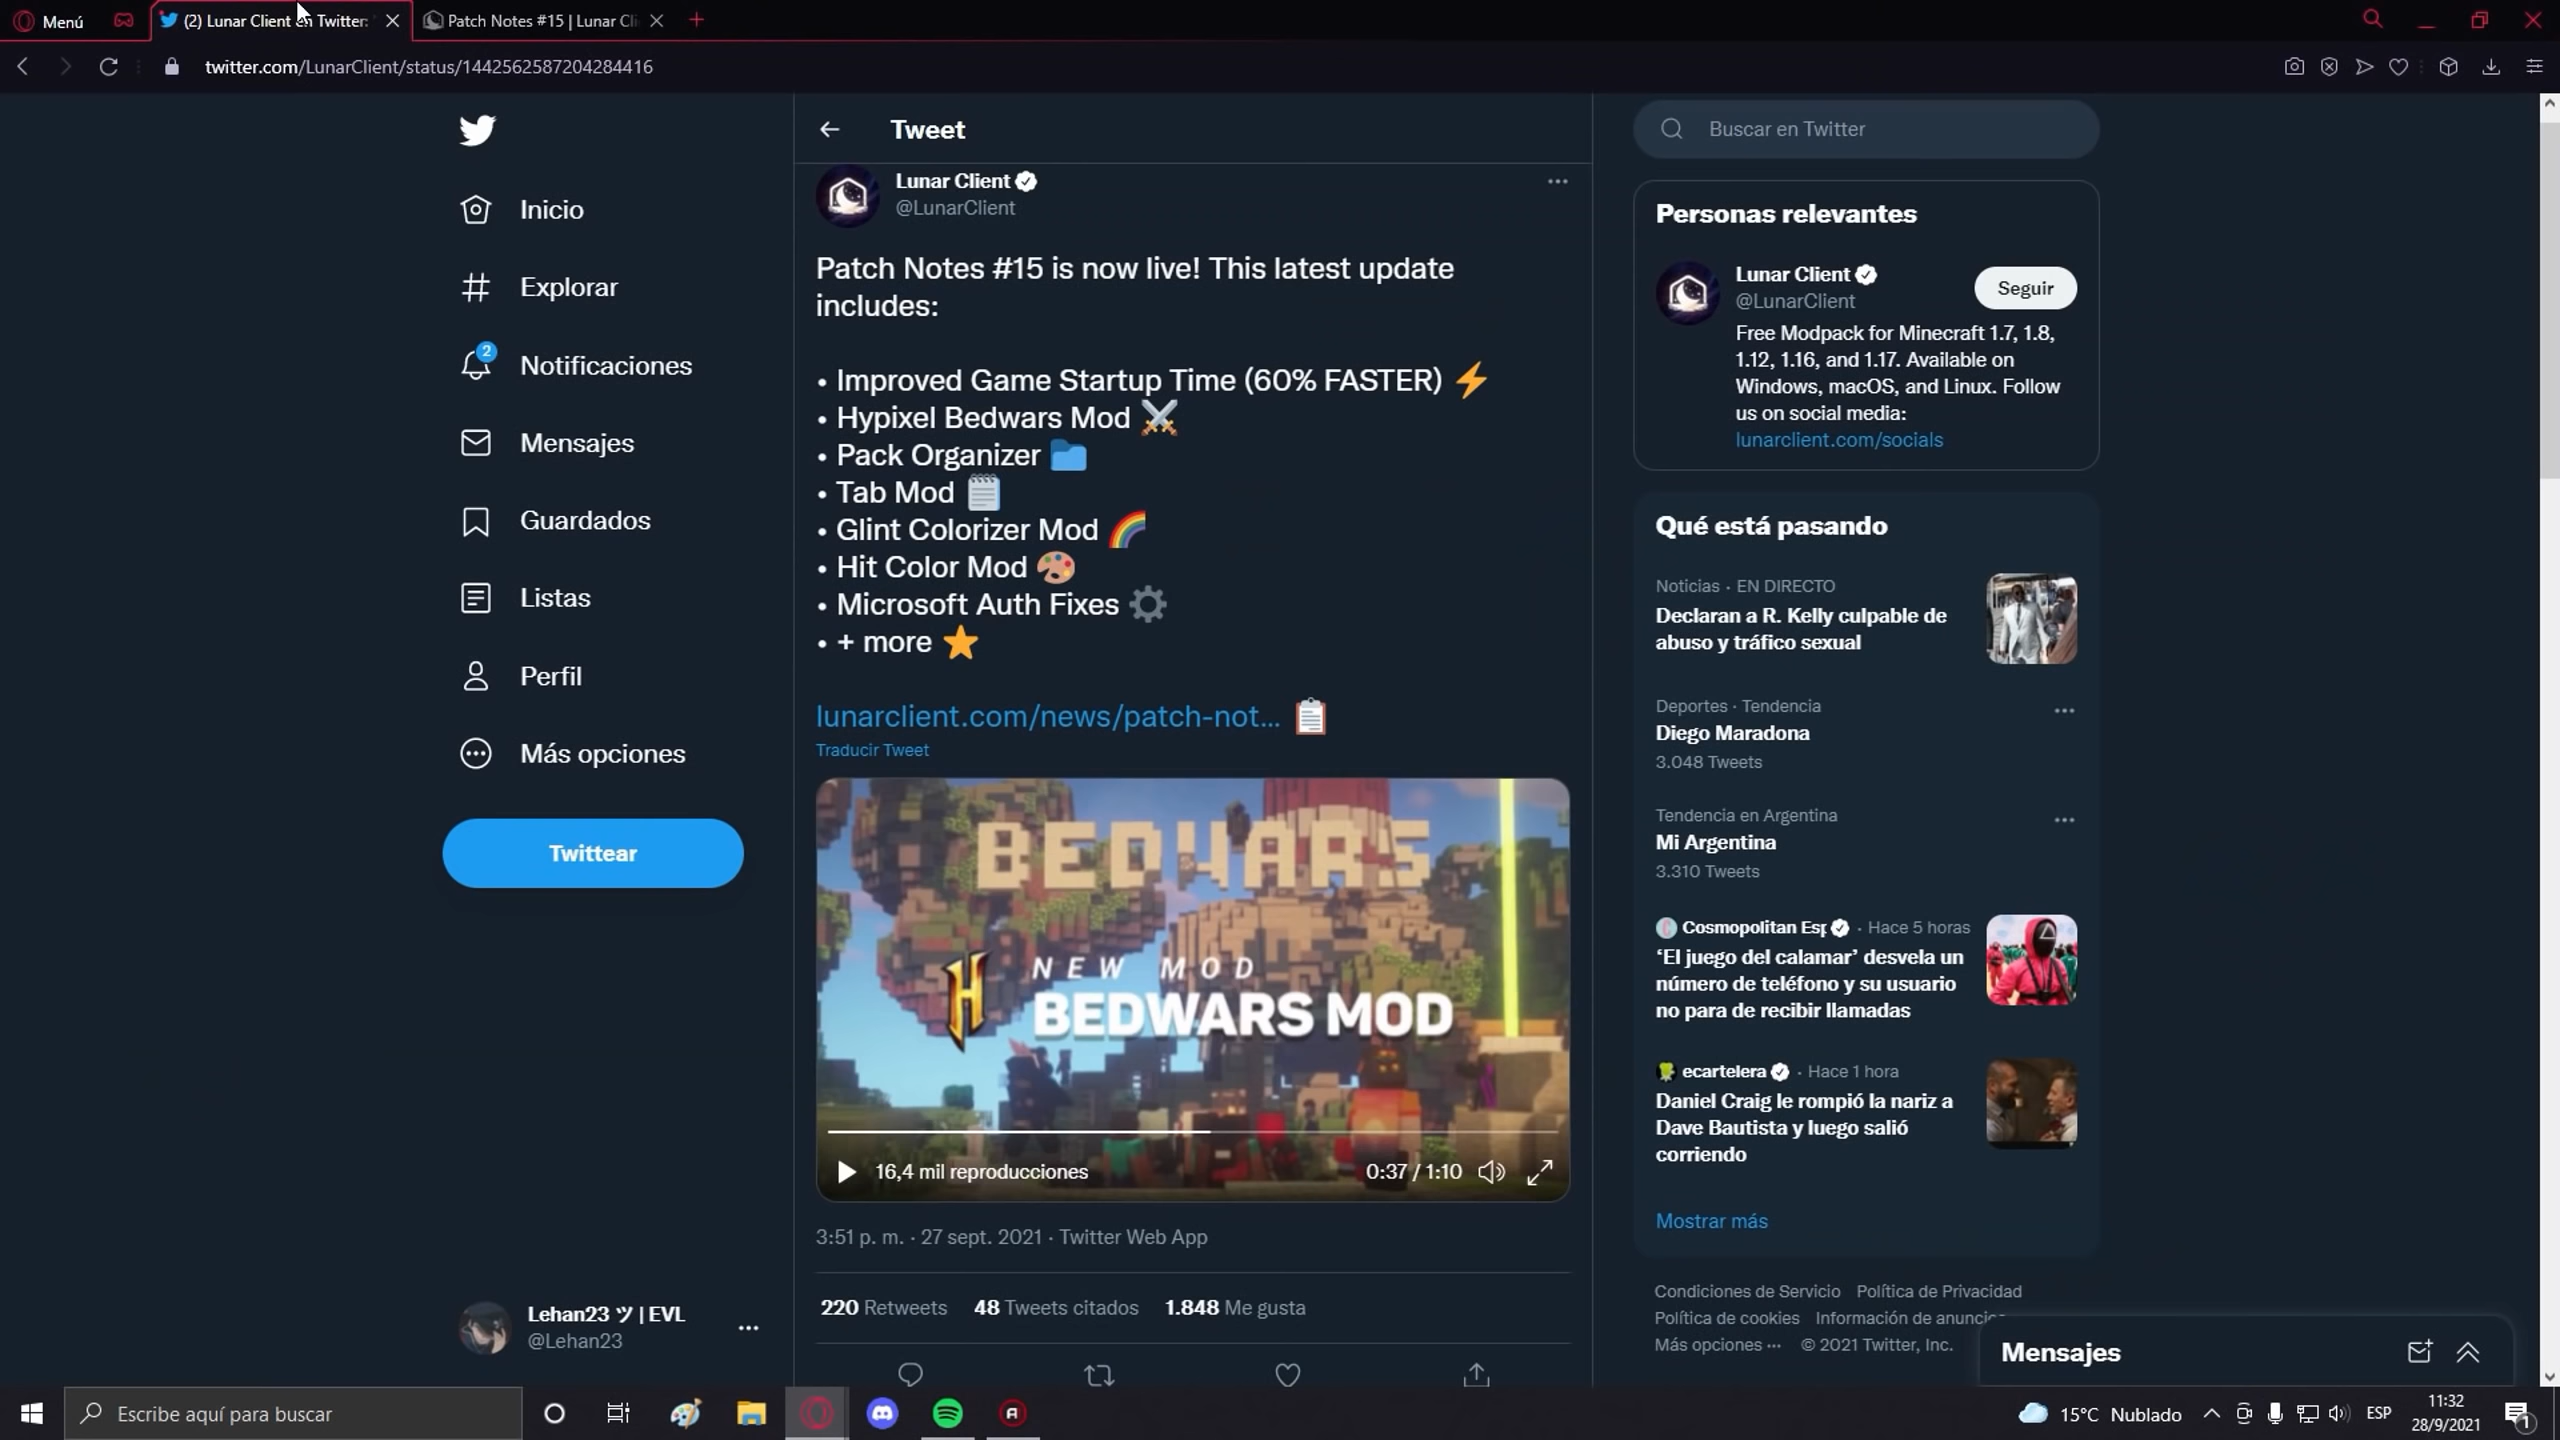 Menú
(2) Lunar Client en Twitter:
Patch Notes #15 | Lunar Cli
twitter.com/LunarClient/status/1442562587204284416
Inicio
Explorar
2
Notificaciones
Mensajes
Guardados
Listas
Perfil
Más opciones
Twittear
Lehan23 ツ | EVL
@Lehan23
Tweet
Lunar Client
@LunarClient
Patch Notes #15 is now live! This latest update
includes:
• Improved Game Startup Time (60% FASTER) ⚡
• Hypixel Bedwars Mod ⚔️
• Pack Organizer 📁
• Tab Mod 🗒️
• Glint Colorizer Mod 🌈
• Hit Color Mod 🎨
• Microsoft Auth Fixes ⚙️
• + more ⭐
lunarclient.com/news/patch-not... 📋
Traducir Tweet
BEDWARS
NEW MOD
BEDWARS MOD
16,4 mil reproducciones
0:37 / 1:10
3:51 p. m. · 27 sept. 2021 · Twitter Web App
220 Retweets 48 Tweets citados 1.848 Me gusta
Buscar en Twitter
Personas relevantes
Lunar Client
@LunarClient
Seguir
Free Modpack for Minecraft 1.7, 1.8,
1.12, 1.16, and 1.17. Available on
Windows, macOS, and Linux. Follow
us on social media:
lunarclient.com/socials
Qué está pasando
Noticias · EN DIRECTO
Declaran a R. Kelly culpable de
abuso y tráfico sexual
Deportes · Tendencia
Diego Maradona
3.048 Tweets
Tendencia en Argentina
Mi Argentina
3.310 Tweets
Cosmopolitan Esp · Hace 5 horas
‘El juego del calamar’ desvela un
número de teléfono y su usuario
no para de recibir llamadas
ecartelera · Hace 1 hora
Daniel Craig le rompió la nariz a
Dave Bautista y luego salió
corriendo
Mostrar más
Condiciones de Servicio Política de Privacidad
Política de cookies Información de anuncios
Más opciones ··· © 2021 Twitter, Inc.
Mensajes
Escribe aquí para buscar
15°C Nublado
ESP
11:32
28/9/2021
1